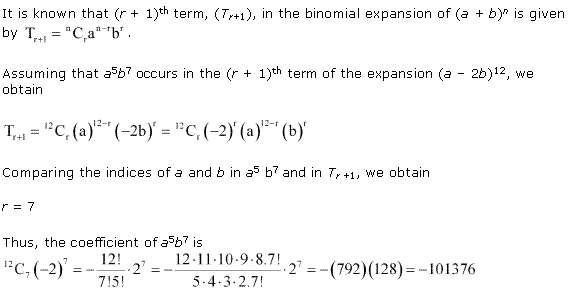 It is known that (r + 1)th term, (Tr+1), in the binomial expansion of (a + b)n is given
by Tr+1 = nCr an−r br .
Assuming that a5b7 occurs in the (r + 1)th term of the expansion (a − 2b)12, we
obtain
Tr+1 = 12Cr (a)12−r (−2b)r = 12Cr (−2)r (a)12−r (b)r
Comparing the indices of a and b in a5 b7 and in Tr +1, we obtain
r = 7
Thus, the coefficient of a5b7 is
12C7 (−2)7 = − 12!/7!5! · 27 = − 12·11·10·9·8.7!/5·4·3·2.7! · 27 = −(792)(128) = −101376